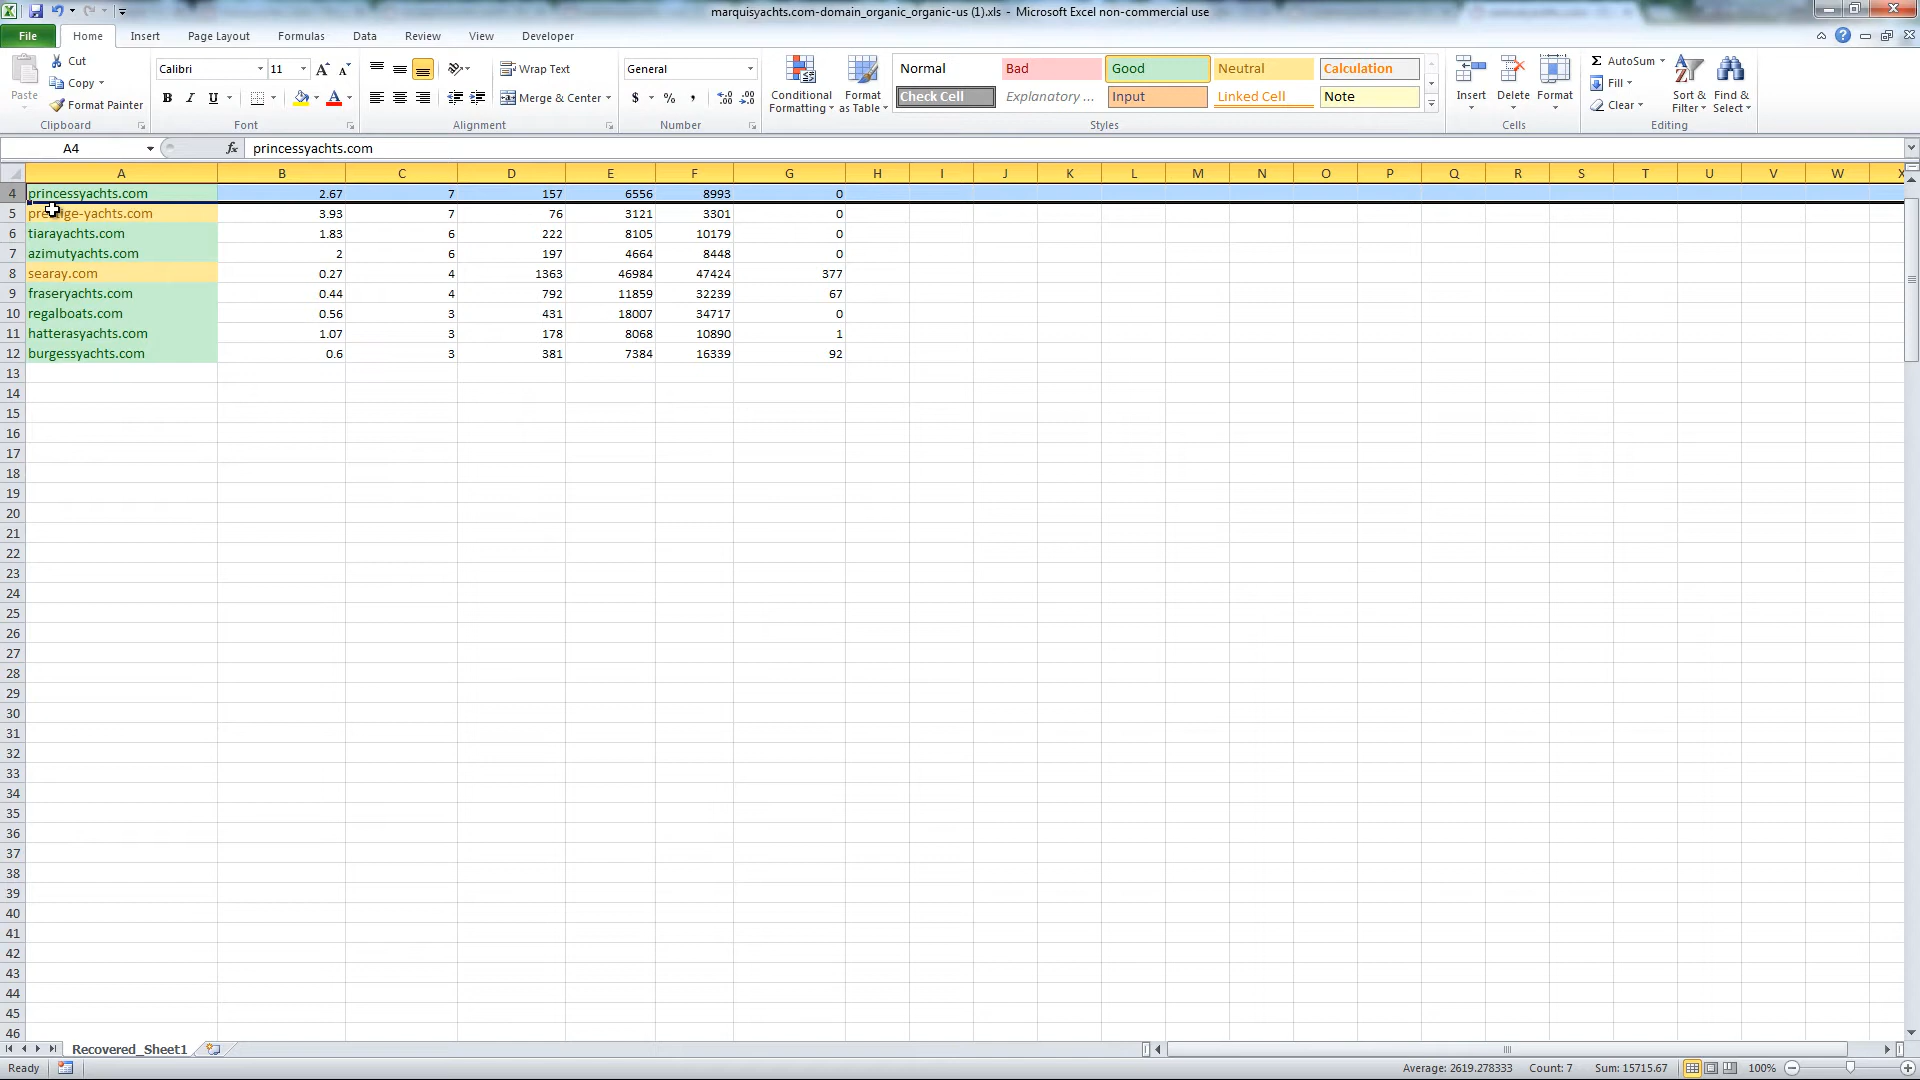 marquisyachts.com-domain_organic_organic-us (1).xls - Microsoft Excel non-commercial use
File Home Insert Page Layout Formulas Data Review View Developer
Paste Cut Copy Format Painter
Calibri 11 B I U
Wrap Text Merge & Center
General $ % ,
Conditional Formatting Format as Table
Normal Bad Good Neutral Calculation
Check Cell Explanatory ... Input Linked Cell Note
Insert Delete Format
AutoSum Fill Clear Sort & Filter Find & Select
Clipboard Font Alignment Number Styles Cells Editing
A4 fx princessyachts.com
A B C D E F G H I J K L M N O P Q R S T U V W X
4 princessyachts.com 2.67 7 157 6556 8993 0
5 prestige-yachts.com 3.93 7 76 3121 3301 0
6 tiarayachts.com 1.83 6 222 8105 10179 0
7 azimutyachts.com 2 6 197 4664 8448 0
8 searay.com 0.27 4 1363 46984 47424 377
9 fraseryachts.com 0.44 4 792 11859 32239 67
10 regalboats.com 0.56 3 431 18007 34717 0
11 hatterasyachts.com 1.07 3 178 8068 10890 1
12 burgessyachts.com 0.6 3 381 7384 16339 92
13
14
15
16
17
18
19
20
21
22
23
24
25
26
27
28
29
30
31
32
33
34
35
36
37
38
39
40
41
42
43
44
45
46
Recovered_Sheet1
Ready Average: 2619.278333 Count: 7 Sum: 15715.67 100%